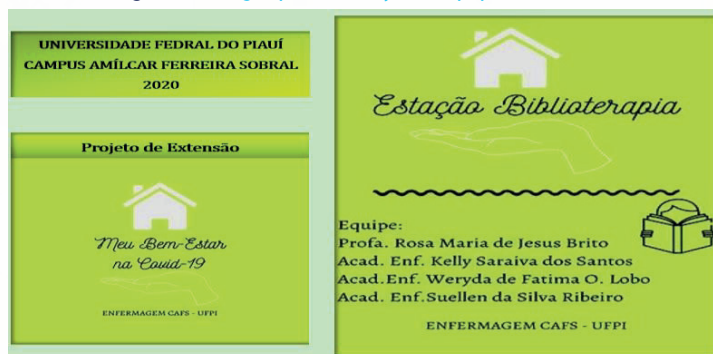 UNIVERSIDADE FEDRAL DO PIAUÍ
CAMPUS AMÍLCAR FERREIRA SOBRAL
2020
Projeto de Extensão
Meu Bem-Estar
na Covid-19
ENFERMAGEM CAFS - UFPI
Estação Biblioterapia
Equipe:
Profa. Rosa Maria de Jesus Brito
Acad. Enf. Kelly Saraiva dos Santos
Acad.Enf. Weryda de Fatima O. Lobo
Acad. Enf.Suellen da Silva Ribeiro
ENFERMAGEM CAFS - UFPI